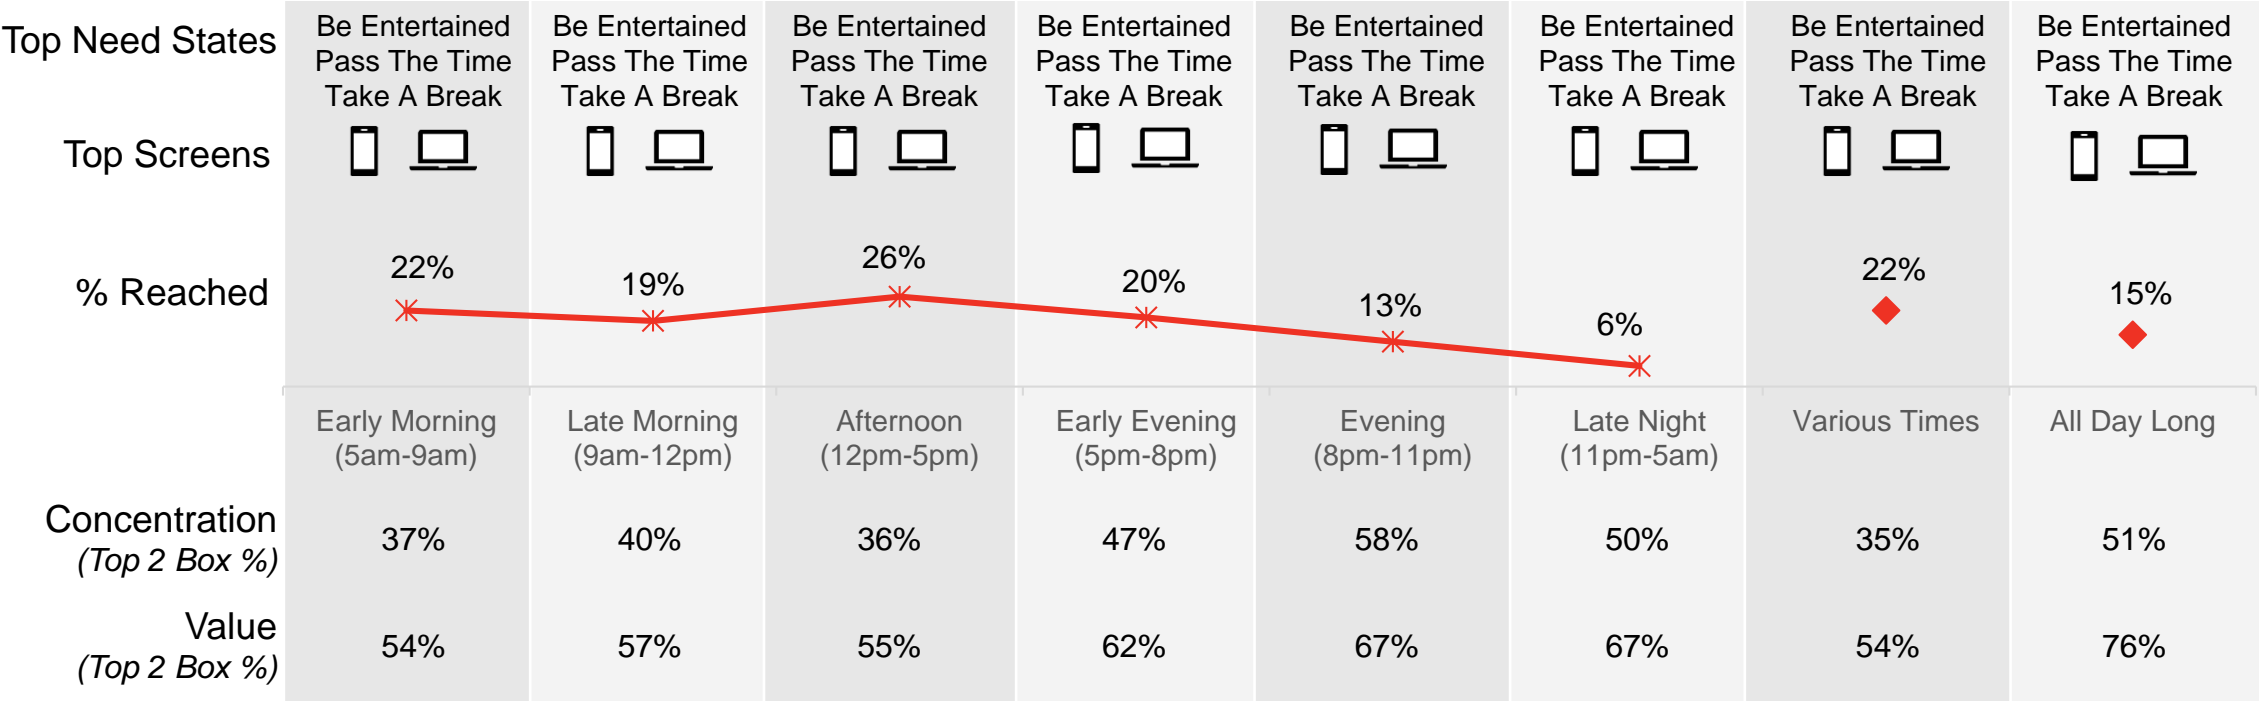 Top Need States
Be Entertained
Pass The Time
Take A Break
Be Entertained
Pass The Time
Take A Break
Be Entertained
Pass The Time
Take A Break
Be Entertained
Pass The Time
Take A Break
Be Entertained
Pass The Time
Take A Break
Be Entertained
Pass The Time
Take A Break
Be Entertained
Pass The Time
Take A Break
Be Entertained
Pass The Time
Take A Break
Top Screens
% Reached
22%
19%
26%
20%
13%
6%
22%
15%
Early Morning
(5am-9am)
Late Morning
(9am-12pm)
Afternoon
(12pm-5pm)
Early Evening
(5pm-8pm)
Evening
(8pm-11pm)
Late Night
(11pm-5am)
Various Times
All Day Long
Concentration
(Top 2 Box %)
37%
40%
36%
47%
58%
50%
35%
51%
Value
(Top 2 Box %)
54%
57%
55%
62%
67%
67%
54%
76%